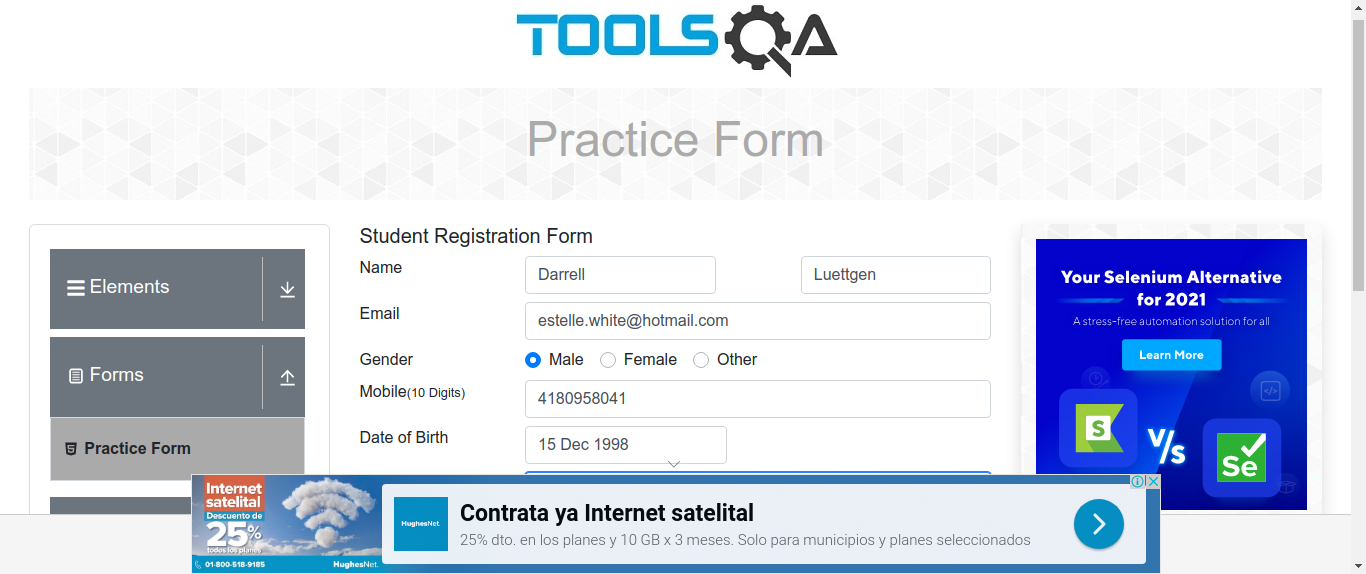 TOOLSQA
Practice Form
Elements
Forms
Practice Form
Student Registration Form
Name
Darrell
Luettgen
Email
estelle.white@hotmail.com
Gender
Male
Female
Other
Mobile(10 Digits)
4180958041
Date of Birth
15 Dec 1998
Your Selenium Alternative
for 2021
A stress-free automation solution for all
Learn More
S
V/s
Se
Internet
satelital
Descuento de
25%
todos los planes
01-800-518-9185
HughesNet.
HughesNet.
Contrata ya Internet satelital
25% dto. en los planes y 10 GB x 3 meses. Solo para municipios y planes seleccionados